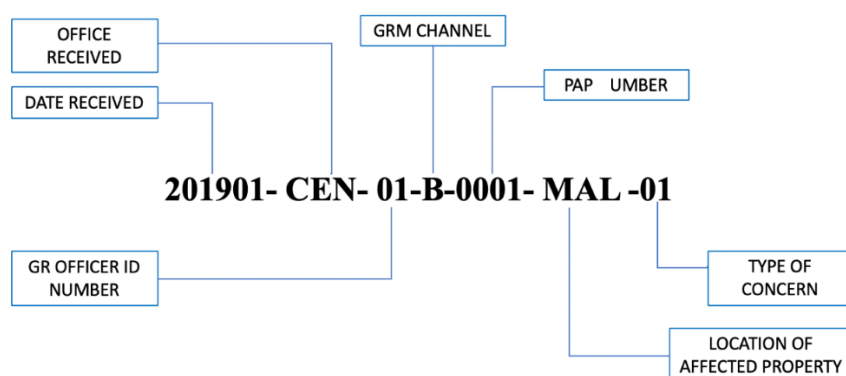 OFFICE
RECEIVED
GRM CHANNEL
DATE RECEIVED
PAP UMBER
201901- CEN- 01-B-0001- MAL -01
GR OFFICER ID
NUMBER
TYPE OF
CONCERN
LOCATION OF
AFFECTED PROPERTY